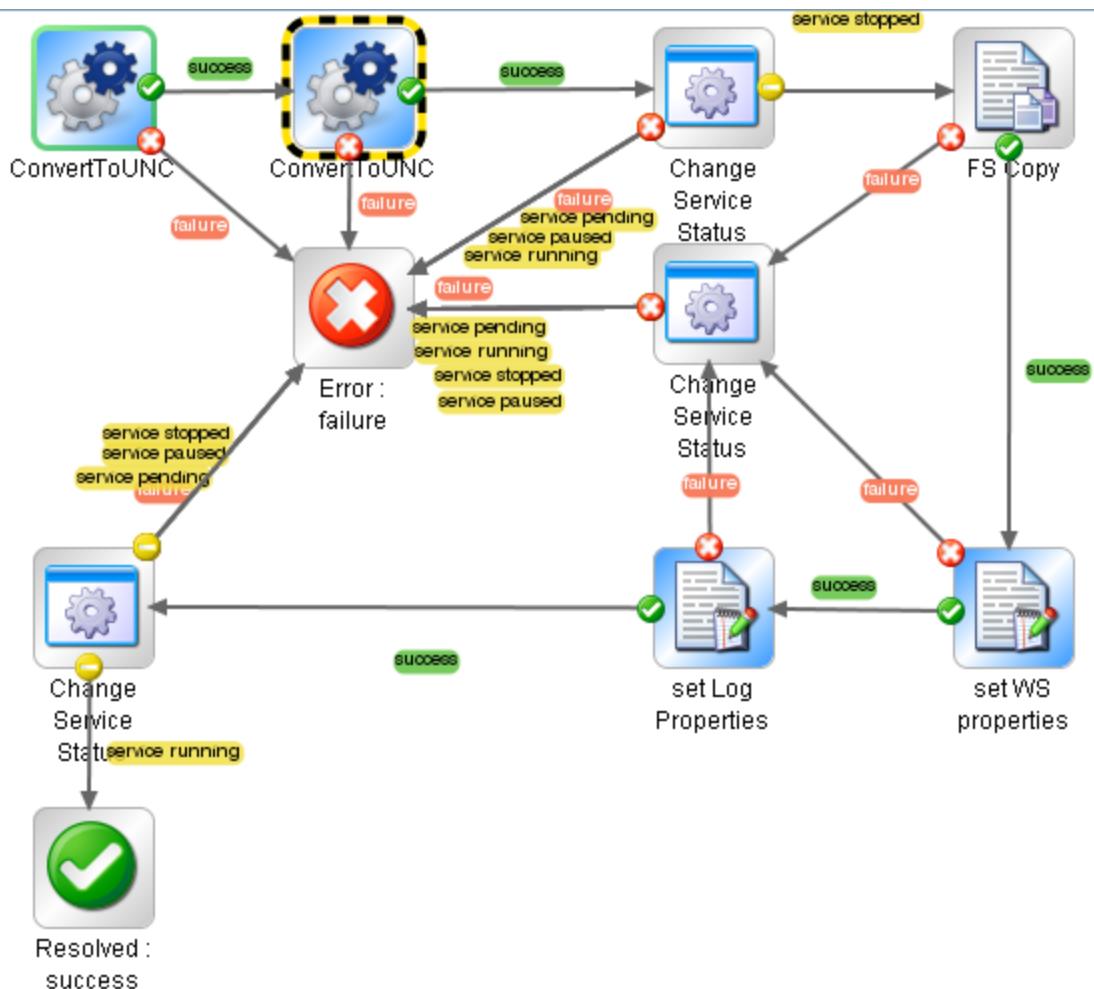 service stopped
success
success
ConvertToUNC
ConvertToUNC
Change
Service
Status
FS Copy
failure
failure
failure
failure
service pending
service paused
service running
failure
service pending
service running
service stopped
service paused
Change
Service
Status
Error :
failure
success
service stopped
service paused
service pending
failure
failure
failure
success
success
Change
Service
Status
service running
set Log
Properties
set WS
properties
Resolved :
success